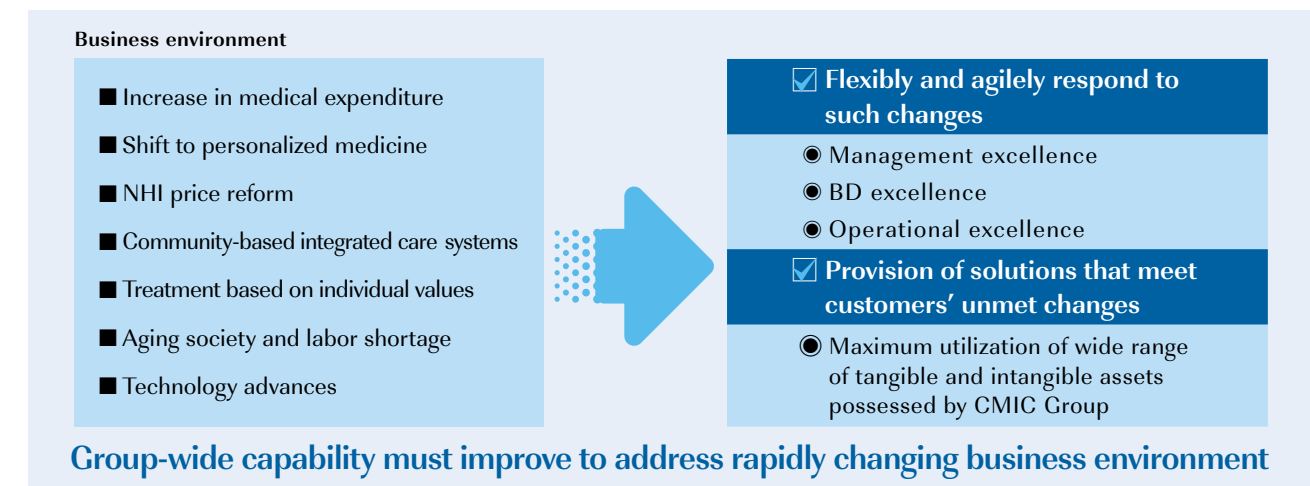 Business environment
■ Increase in medical expenditure
■ Shift to personalized medicine
■ NHI price reform
■ Community-based integrated care systems
■ Treatment based on individual values
■ Aging society and labor shortage
■ Technology advances
☑ Flexibly and agilely respond to
such changes
◉ Management excellence
◉ BD excellence
◉ Operational excellence
☑ Provision of solutions that meet
customers’ unmet changes
◉ Maximum utilization of wide range
of tangible and intangible assets
possessed by CMIC Group
Group-wide capability must improve to address rapidly changing business environment